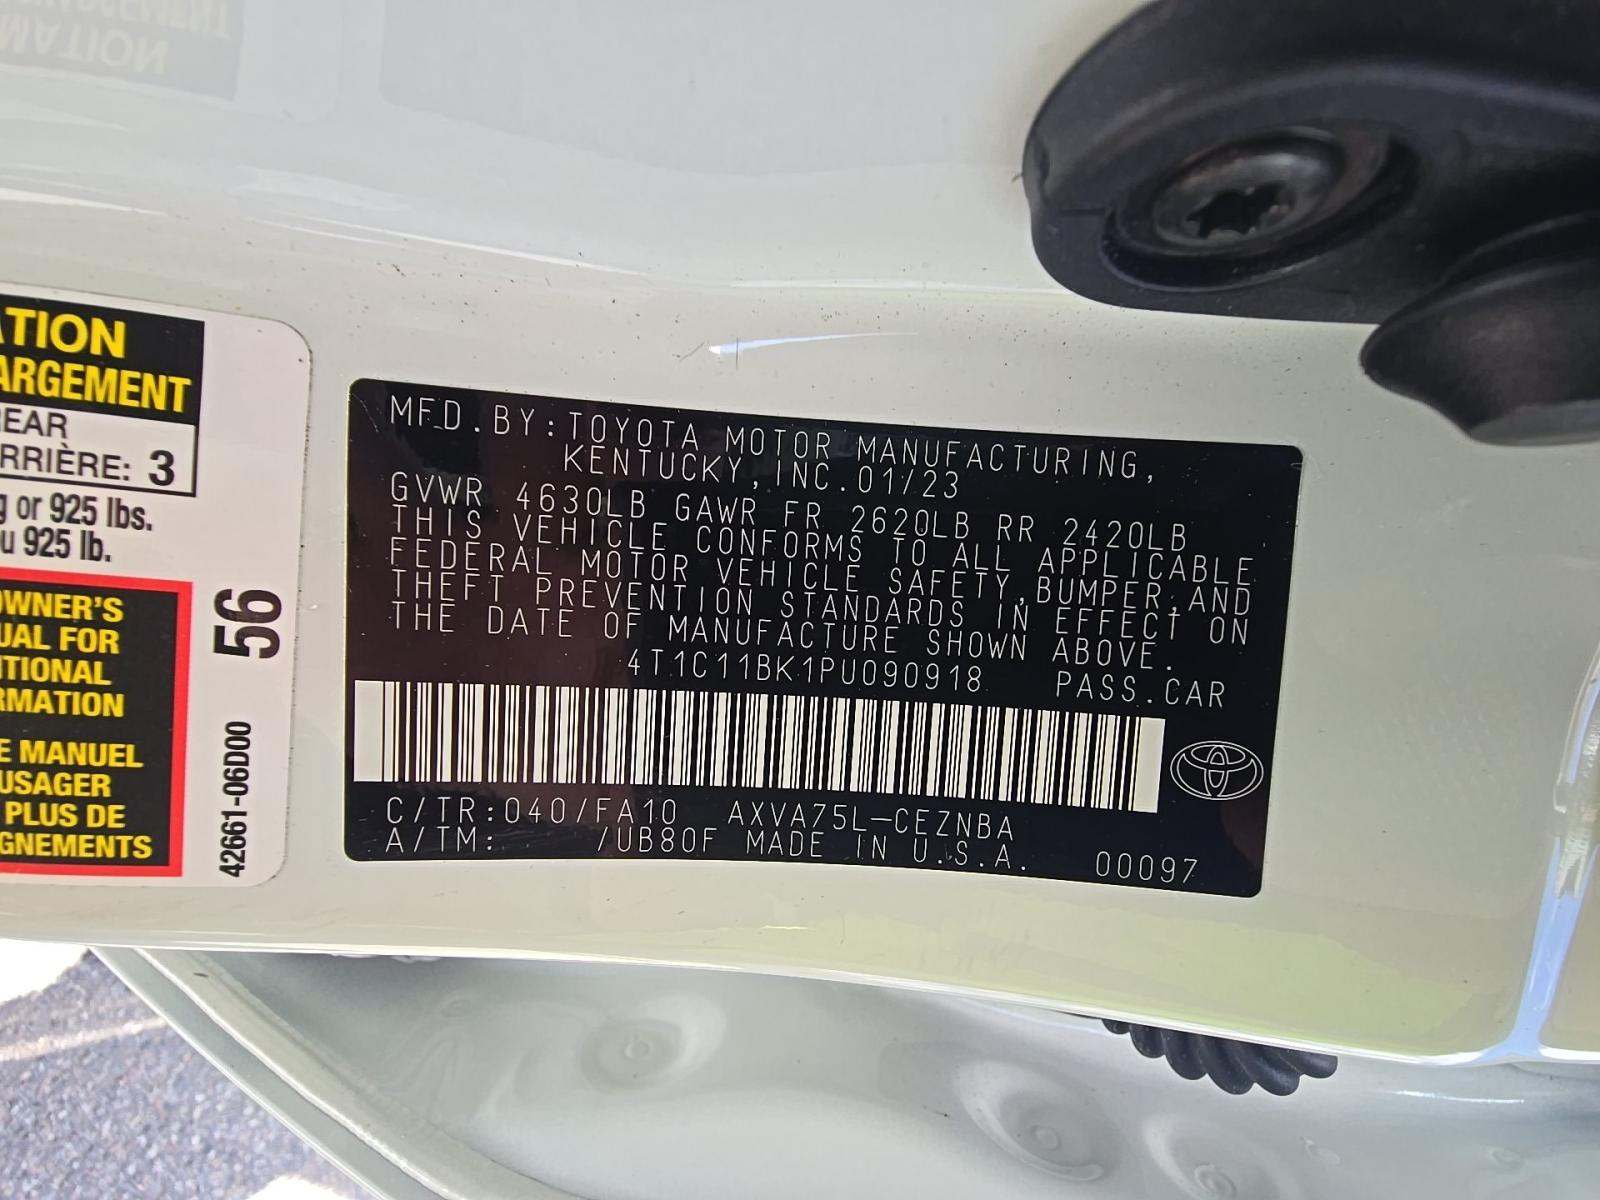 MATION
ATION
ARGEMENT
REAR
RRIÈRE: 3
g or 925 lbs.
u 925 lb.
OWNER'S
UAL FOR
ITIONAL
RMATION
E MANUEL
USAGER
PLUS DE
GNEMENTS
56
42661-06D00
MFD.BY:TOYOTA MOTOR MANUFACTURING,
KENTUCKY,INC.01/23
GVWR 4630LB GAWR FR 2620LB RR 2420LB
THIS VEHICLE CONFORMS TO ALL APPLICABLE
FEDERAL MOTOR VEHICLE SAFETY,BUMPER,AND
THEFT PREVENTION STANDARDS IN EFFECT ON
THE DATE OF MANUFACTURE SHOWN ABOVE.
4T1C11BK1PU090918 PASS.CAR
C/TR:040/FA10 AXVA75L-CEZNBA
A/TM: /UB80F MADE IN U.S.A. 00097